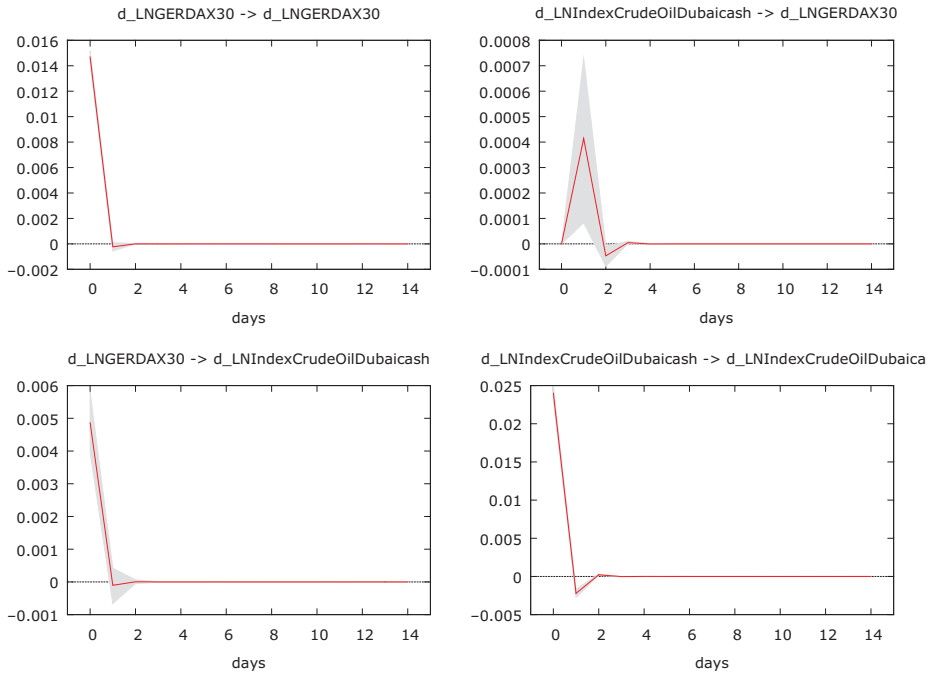 d_LNGERDAX30 -> d_LNGERDAX30
0.016
0.014
0.012
0.01
0.008
0.006
0.004
0.002
0
−0.002
0 2 4 6 8 10 12 14
days
d_LNIndexCrudeOilDubaicash -> d_LNGERDAX30
0.0008
0.0007
0.0006
0.0005
0.0004
0.0003
0.0002
0.0001
0
−0.0001
0 2 4 6 8 10 12 14
days
d_LNGERDAX30 -> d_LNIndexCrudeOilDubaicash
0.006
0.005
0.004
0.003
0.002
0.001
0
−0.001
0 2 4 6 8 10 12 14
days
d_LNIndexCrudeOilDubaicash -> d_LNIndexCrudeOilDubaica
0.025
0.02
0.015
0.01
0.005
0
−0.005
0 2 4 6 8 10 12 14
days